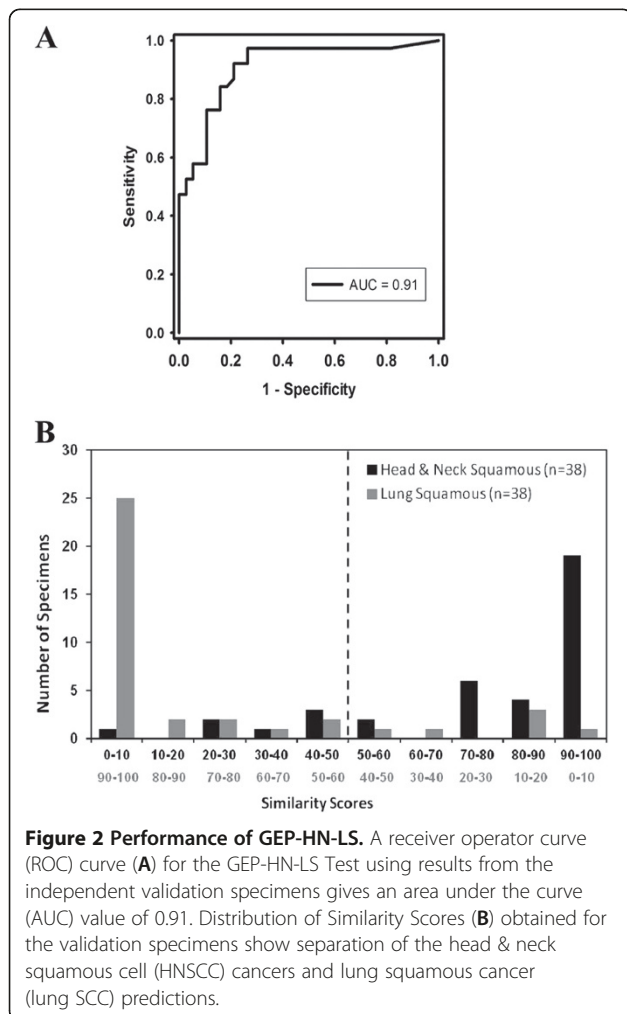 A
1.0
0.8
0.6
0.4
0.2
0.0
Sensitivity
AUC = 0.91
0.0 0.2 0.4 0.6 0.8 1.0
1 - Specificity
B
30
25
20
15
10
5
0
Number of Specimens
Head & Neck Squamous (n=38)
Lung Squamous (n=38)
0-10 10-20 20-30 30-40 40-50 50-60 60-70 70-80 80-90 90-100
90-100 80-90 70-80 60-70 50-60 40-50 30-40 20-30 10-20 0-10
Similarity Scores
Figure 2 Performance of GEP-HN-LS. A receiver operator curve
(ROC) curve (A) for the GEP-HN-LS Test using results from the
independent validation specimens gives an area under the curve
(AUC) value of 0.91. Distribution of Similarity Scores (B) obtained for
the validation specimens show separation of the head & neck
squamous cell (HNSCC) cancers and lung squamous cancer
(lung SCC) predictions.